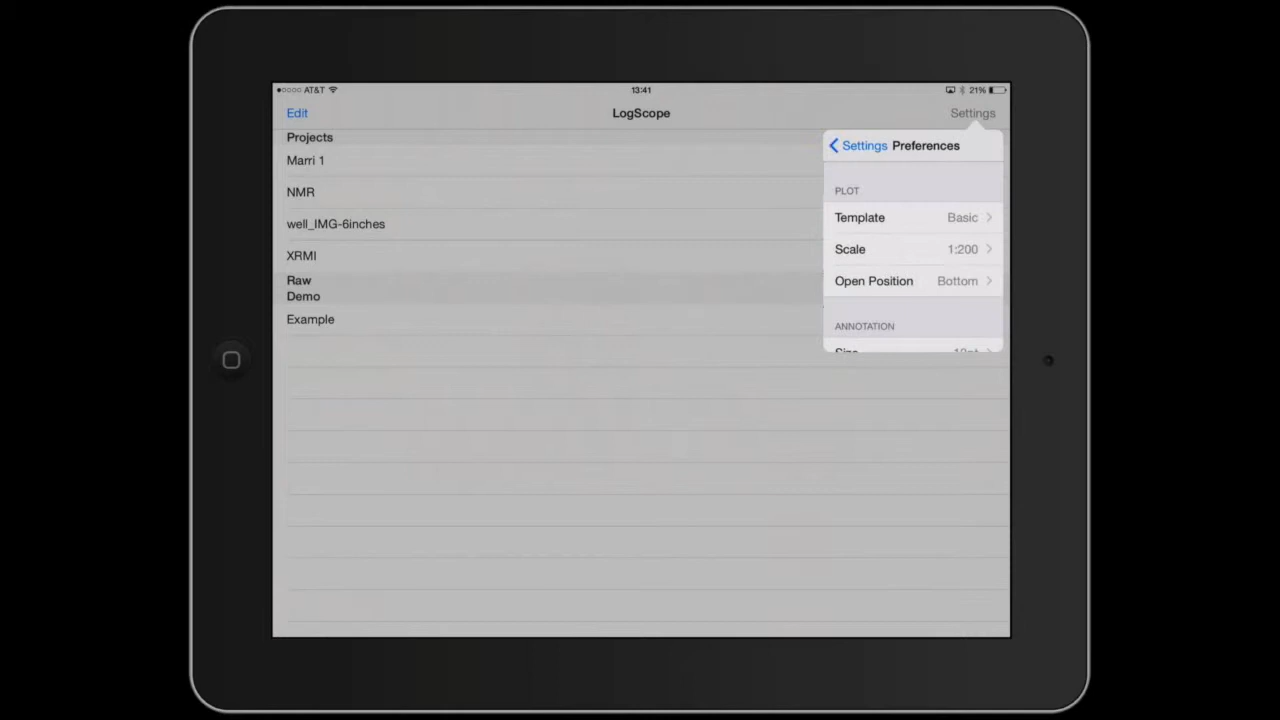 AT&T 13:41 21%
Edit LogScope Settings
Projects
Marri 1
NMR
well_IMG-6inches
XRMI
Raw
Demo
Example
Settings Preferences
PLOT
Template Basic
Scale 1:200
Open Position Bottom
ANNOTATION
Size